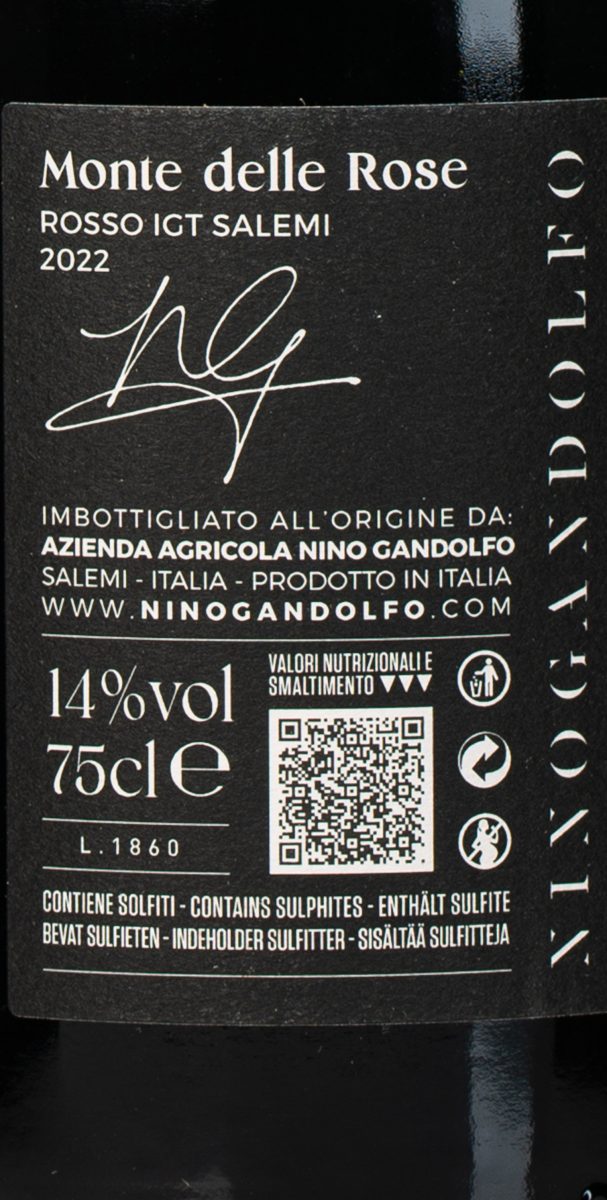 Monte delle Rose
ROSSO IGT SALEMI
2022
NG
IMBOTTIGLIATO ALL'ORIGINE DA:
AZIENDA AGRICOLA NINO GANDOLFO
SALEMI - ITALIA - PRODOTTO IN ITALIA
WWW.NINOGANDOLFO.COM
14%vol
75cl e
L.1860
VALORI NUTRIZIONALI E
SMALTIMENTO ▼▼▼
CONTIENE SOLFITI - CONTAINS SULPHITES - ENTHÄLT SULFITE
BEVAT SULFIETEN - INDEHOLDER SULFITTER - SISÄLTÄÄ SULFITTEJA
NINO GANDOLFO